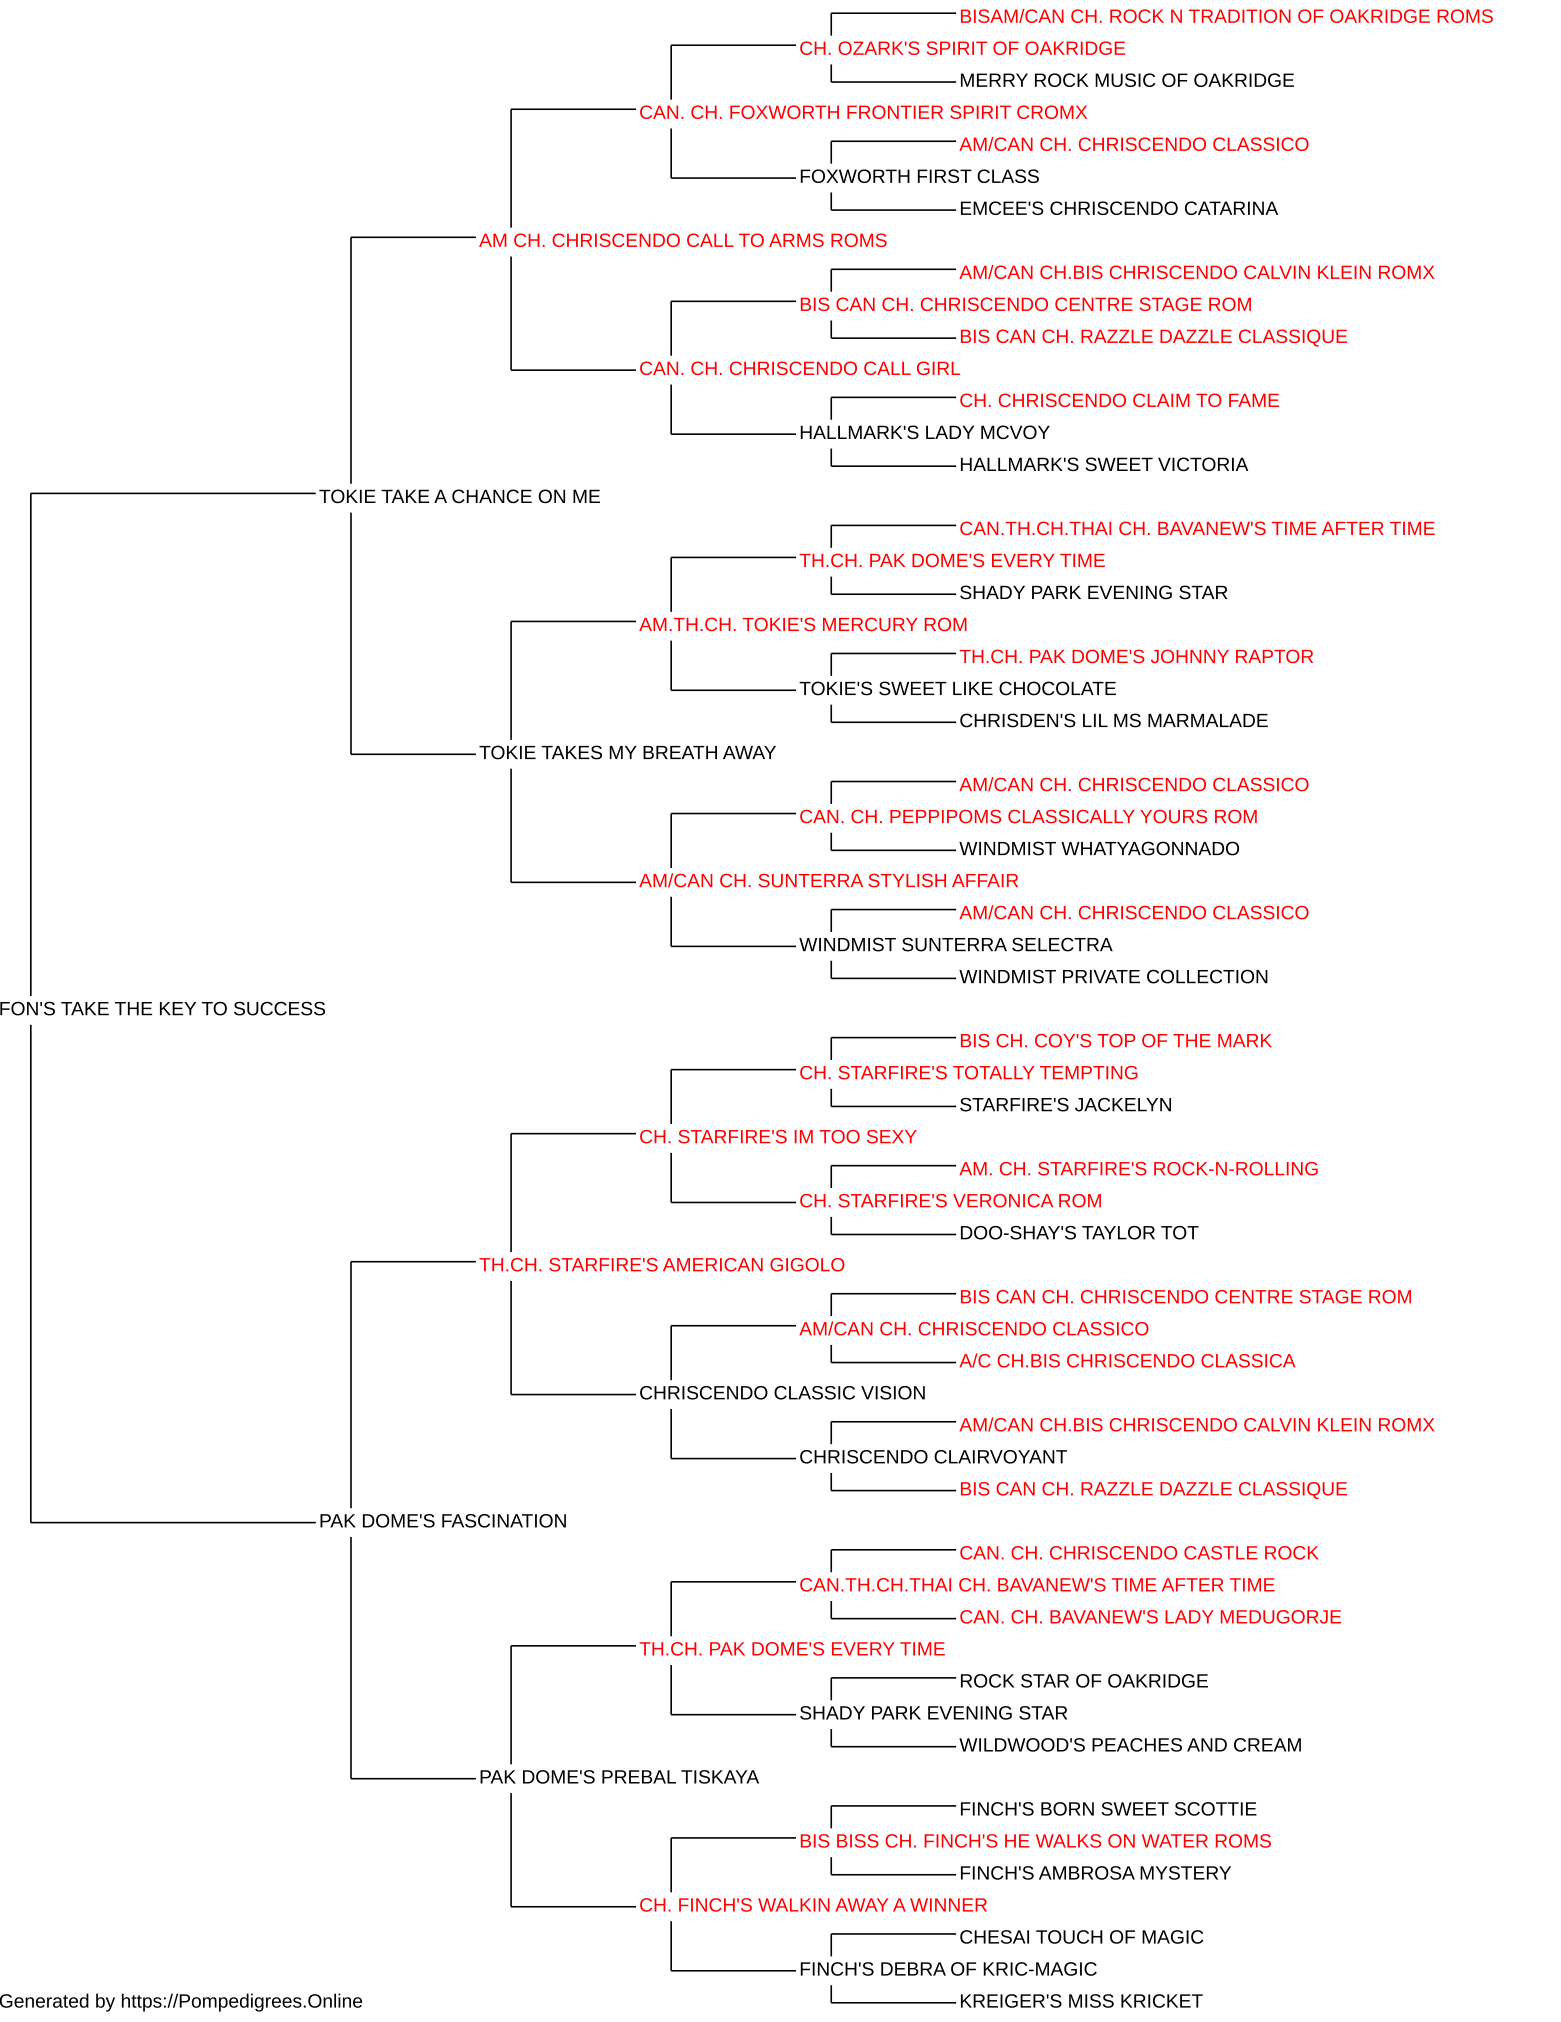 BISAM/CAN CH. ROCK N TRADITION OF OAKRIDGE ROMS
CH. OZARK'S SPIRIT OF OAKRIDGE
MERRY ROCK MUSIC OF OAKRIDGE
CAN. CH. FOXWORTH FRONTIER SPIRIT CROMX
AM/CAN CH. CHRISCENDO CLASSICO
FOXWORTH FIRST CLASS
EMCEE'S CHRISCENDO CATARINA
AM CH. CHRISCENDO CALL TO ARMS ROMS
AM/CAN CH.BIS CHRISCENDO CALVIN KLEIN ROMX
BIS CAN CH. CHRISCENDO CENTRE STAGE ROM
BIS CAN CH. RAZZLE DAZZLE CLASSIQUE
CAN. CH. CHRISCENDO CALL GIRL
CH. CHRISCENDO CLAIM TO FAME
HALLMARK'S LADY MCVOY
HALLMARK'S SWEET VICTORIA
TOKIE TAKE A CHANCE ON ME
CAN.TH.CH.THAI CH. BAVANEW'S TIME AFTER TIME
TH.CH. PAK DOME'S EVERY TIME
SHADY PARK EVENING STAR
AM.TH.CH. TOKIE'S MERCURY ROM
TH.CH. PAK DOME'S JOHNNY RAPTOR
TOKIE'S SWEET LIKE CHOCOLATE
CHRISDEN'S LIL MS MARMALADE
TOKIE TAKES MY BREATH AWAY
AM/CAN CH. CHRISCENDO CLASSICO
CAN. CH. PEPPIPOMS CLASSICALLY YOURS ROM
WINDMIST WHATYAGONNADO
AM/CAN CH. SUNTERRA STYLISH AFFAIR
AM/CAN CH. CHRISCENDO CLASSICO
WINDMIST SUNTERRA SELECTRA
WINDMIST PRIVATE COLLECTION
FON'S TAKE THE KEY TO SUCCESS
BIS CH. COY'S TOP OF THE MARK
CH. STARFIRE'S TOTALLY TEMPTING
STARFIRE'S JACKELYN
CH. STARFIRE'S IM TOO SEXY
AM. CH. STARFIRE'S ROCK-N-ROLLING
CH. STARFIRE'S VERONICA ROM
DOO-SHAY'S TAYLOR TOT
TH.CH. STARFIRE'S AMERICAN GIGOLO
BIS CAN CH. CHRISCENDO CENTRE STAGE ROM
AM/CAN CH. CHRISCENDO CLASSICO
A/C CH.BIS CHRISCENDO CLASSICA
CHRISCENDO CLASSIC VISION
AM/CAN CH.BIS CHRISCENDO CALVIN KLEIN ROMX
CHRISCENDO CLAIRVOYANT
BIS CAN CH. RAZZLE DAZZLE CLASSIQUE
PAK DOME'S FASCINATION
CAN. CH. CHRISCENDO CASTLE ROCK
CAN.TH.CH.THAI CH. BAVANEW'S TIME AFTER TIME
CAN. CH. BAVANEW'S LADY MEDUGORJE
TH.CH. PAK DOME'S EVERY TIME
ROCK STAR OF OAKRIDGE
SHADY PARK EVENING STAR
WILDWOOD'S PEACHES AND CREAM
PAK DOME'S PREBAL TISKAYA
FINCH'S BORN SWEET SCOTTIE
BIS BISS CH. FINCH'S HE WALKS ON WATER ROMS
FINCH'S AMBROSA MYSTERY
CH. FINCH'S WALKIN AWAY A WINNER
CHESAI TOUCH OF MAGIC
FINCH'S DEBRA OF KRIC-MAGIC
KREIGER'S MISS KRICKET
Generated by https://Pompedigrees.Online